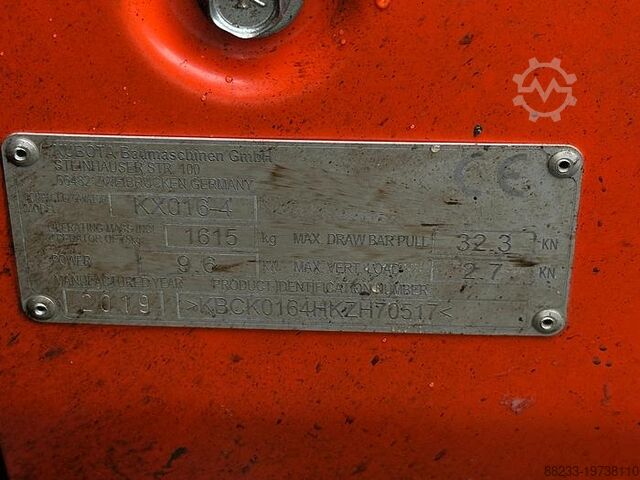 KUBOTA Baumaschinen GmbH
STEINHAUSER STR. 100
66482 ZWEIBRÜCKEN, GERMANY
KX016-4
OPERATING MASS
1615 kg MAX. DRAW BAR PULL 32.3 KN
POWER 9.6 MAX. VERT. LOAD 2.7 KN
MANUFACTURED YEAR PRODUCT IDENTIFICATION NUMBER
2019 >KBCK0164HKZH70517<
CE
88233-19738110